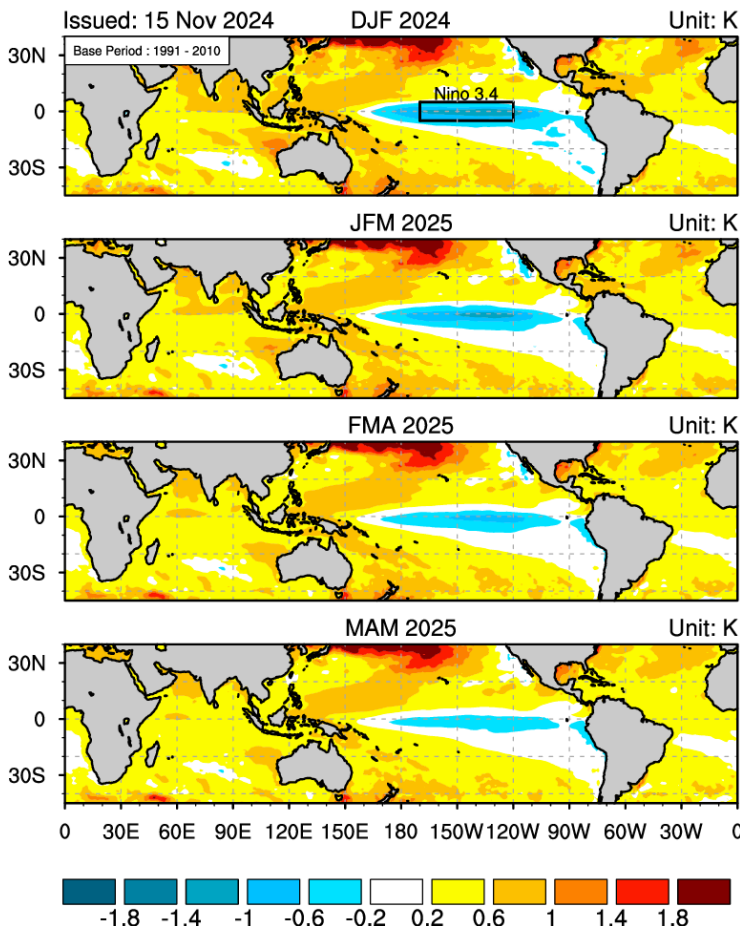 Issued: 15 Nov 2024 DJF 2024 Unit: K
Base Period : 1991 - 2010
30N
Nino 3.4
0
30S
JFM 2025 Unit: K
30N
0
30S
FMA 2025 Unit: K
30N
0
30S
MAM 2025 Unit: K
30N
0
30S
0 30E 60E 90E 120E 150E 180 150W 120W 90W 60W 30W 0
-1.8 -1.4 -1 -0.6 -0.2 0.2 0.6 1 1.4 1.8